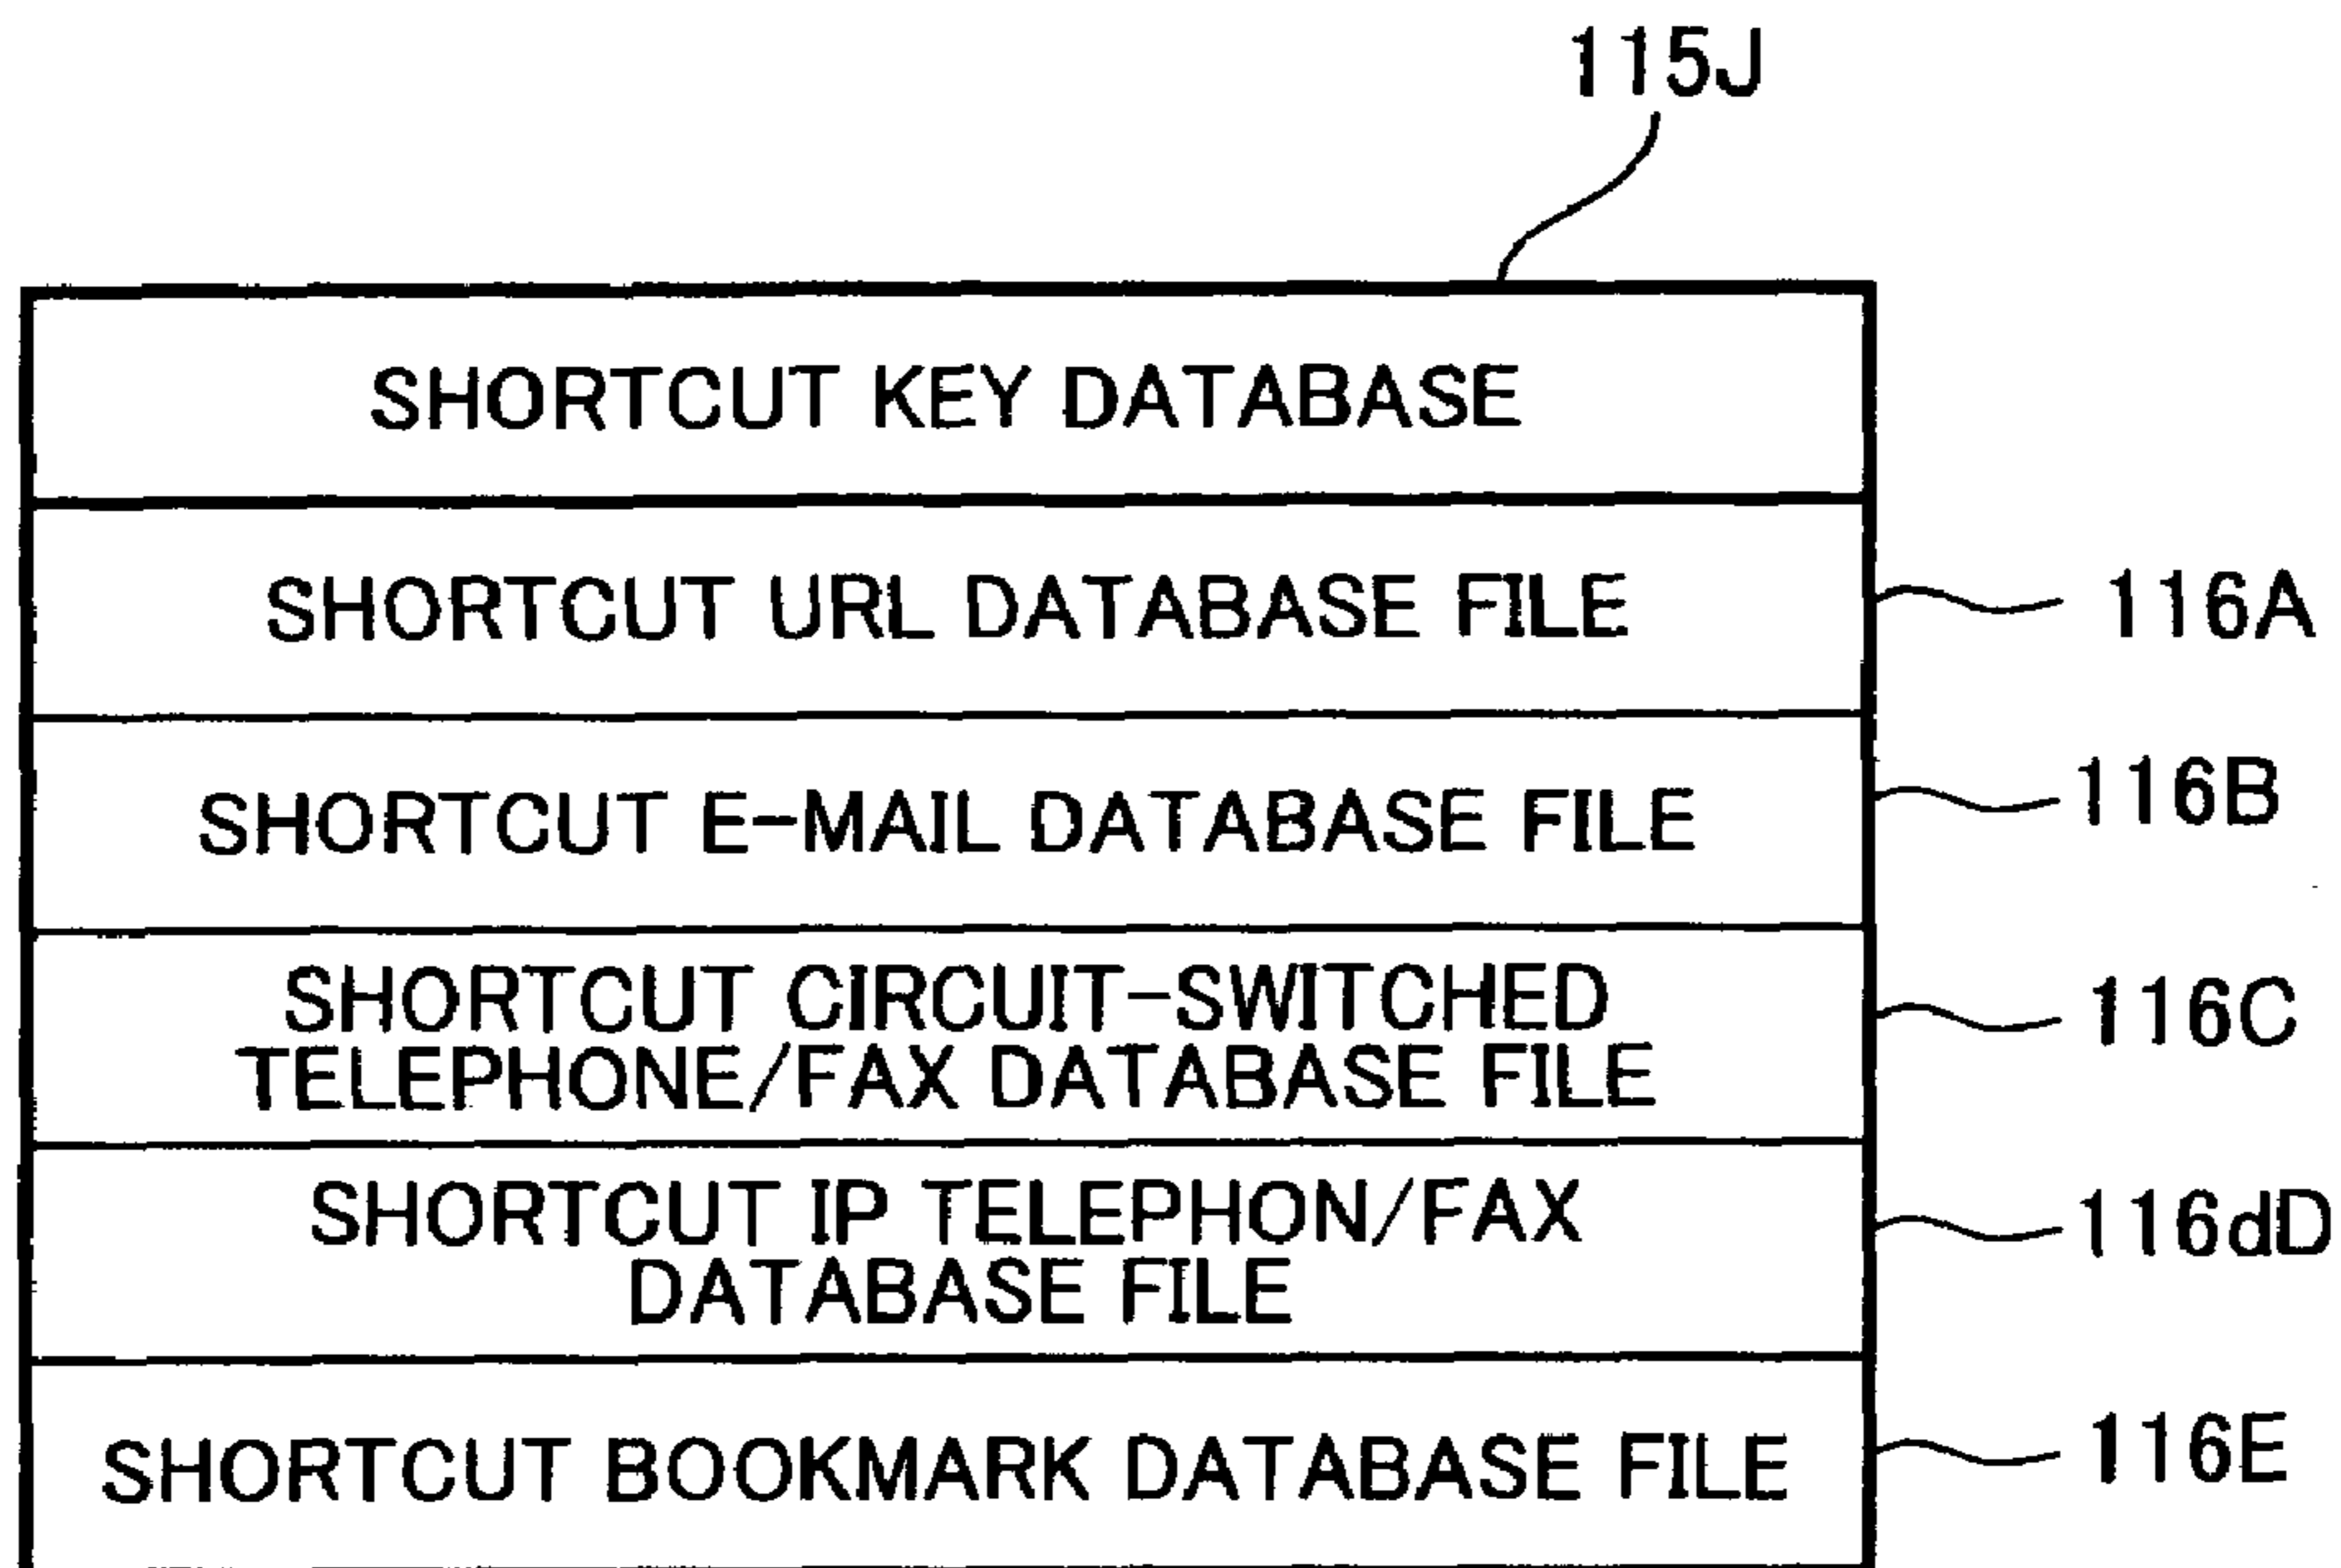 115J
SHORTCUT KEY DATABASE
SHORTCUT URL DATABASE FILE
116A
SHORTCUT E-MAIL DATABASE FILE
116B
SHORTCUT CIRCUIT-SWITCHED
TELEPHONE/FAX DATABASE FILE
116C
SHORTCUT IP TELEPHON/FAX
DATABASE FILE
116dD
SHORTCUT BOOKMARK DATABASE FILE
116E